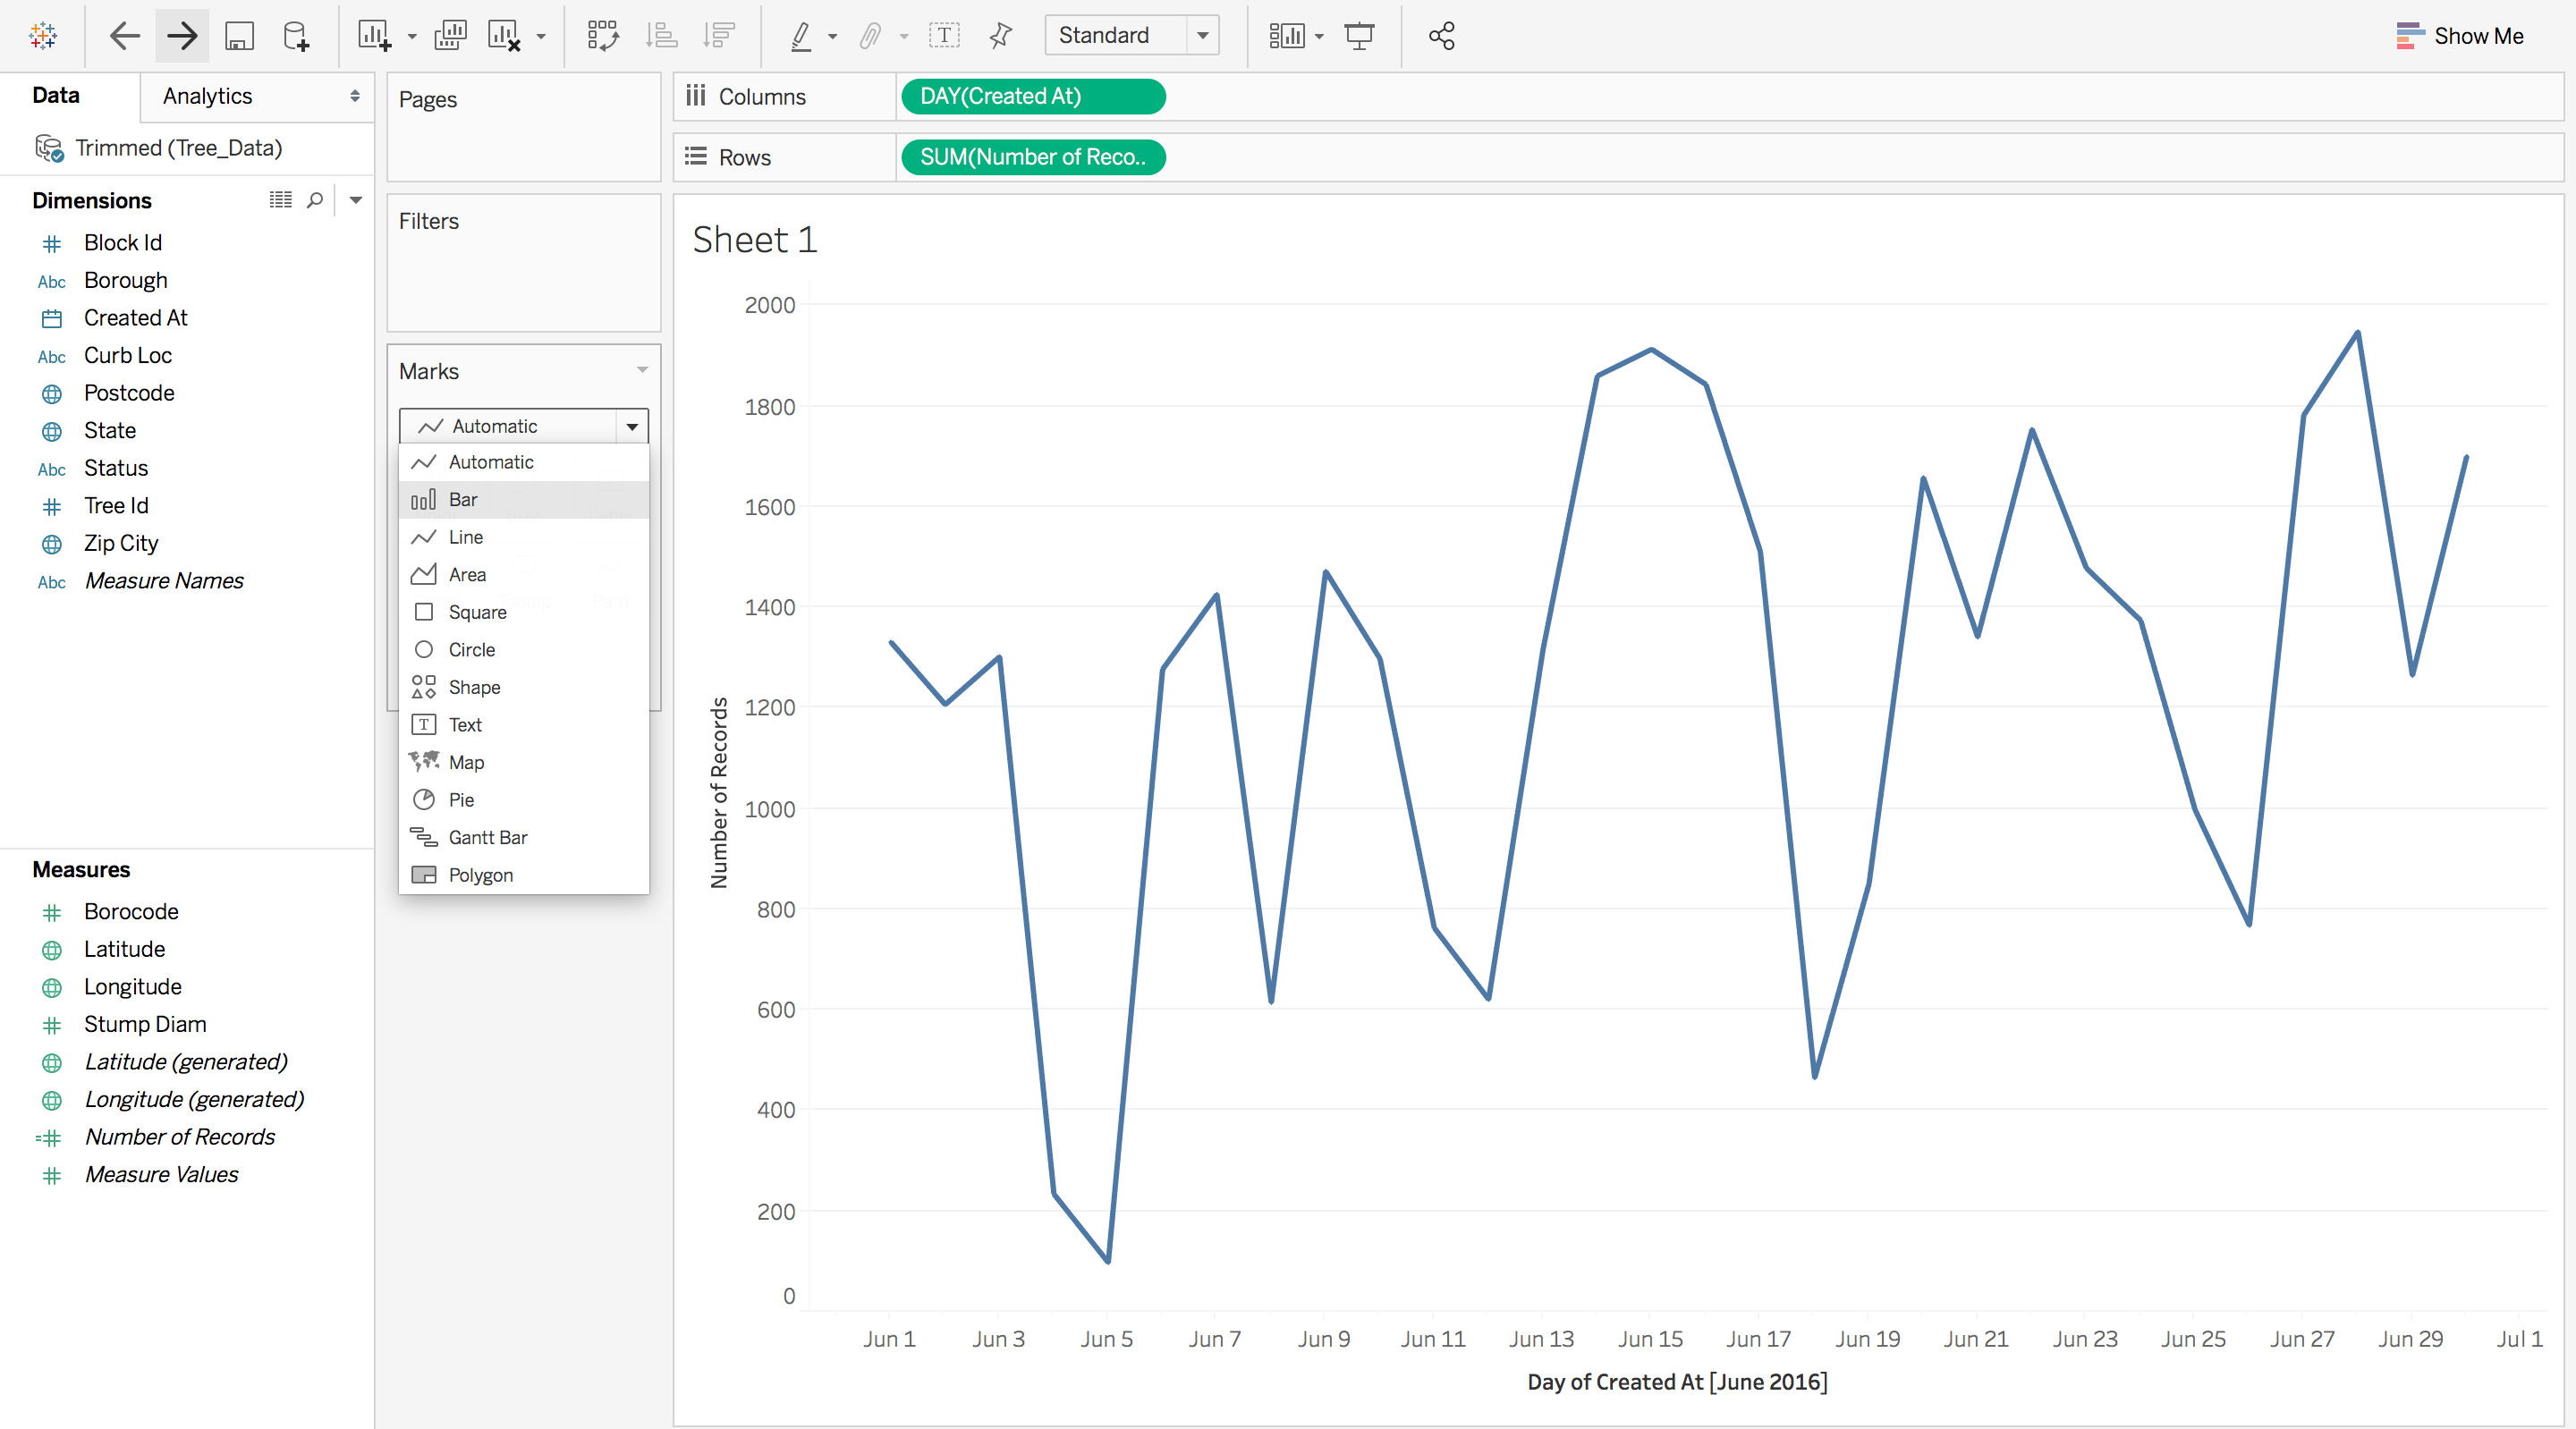 Standard
Show Me
Data
Analytics
Trimmed (Tree_Data)
Dimensions
Block Id
Abc Borough
Created At
Abc Curb Loc
Postcode
State
Abc Status
Tree Id
Zip City
Abc Measure Names
Measures
Borocode
Latitude
Longitude
Stump Diam
Latitude (generated)
Longitude (generated)
=# Number of Records
Measure Values
Pages
Filters
Marks
Automatic
Automatic
Bar
Line
Area
Square
Circle
Shape
T Text
Map
Pie
Gantt Bar
Polygon
Columns
DAY(Created At)
Rows
SUM(Number of Reco..
Sheet 1
2000
1800
1600
1400
1200
1000
800
600
400
200
0
Number of Records
Jun 1 Jun 3 Jun 5 Jun 7 Jun 9 Jun 11 Jun 13 Jun 15 Jun 17 Jun 19 Jun 21 Jun 23 Jun 25 Jun 27 Jun 29 Jul 1
Day of Created At [June 2016]